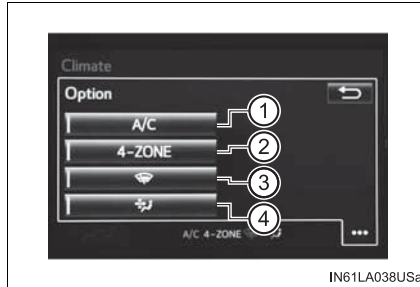 Climate
Option
A/C
1
4-ZONE
2
3
4
A/C 4-ZONE
IN61LA038USa